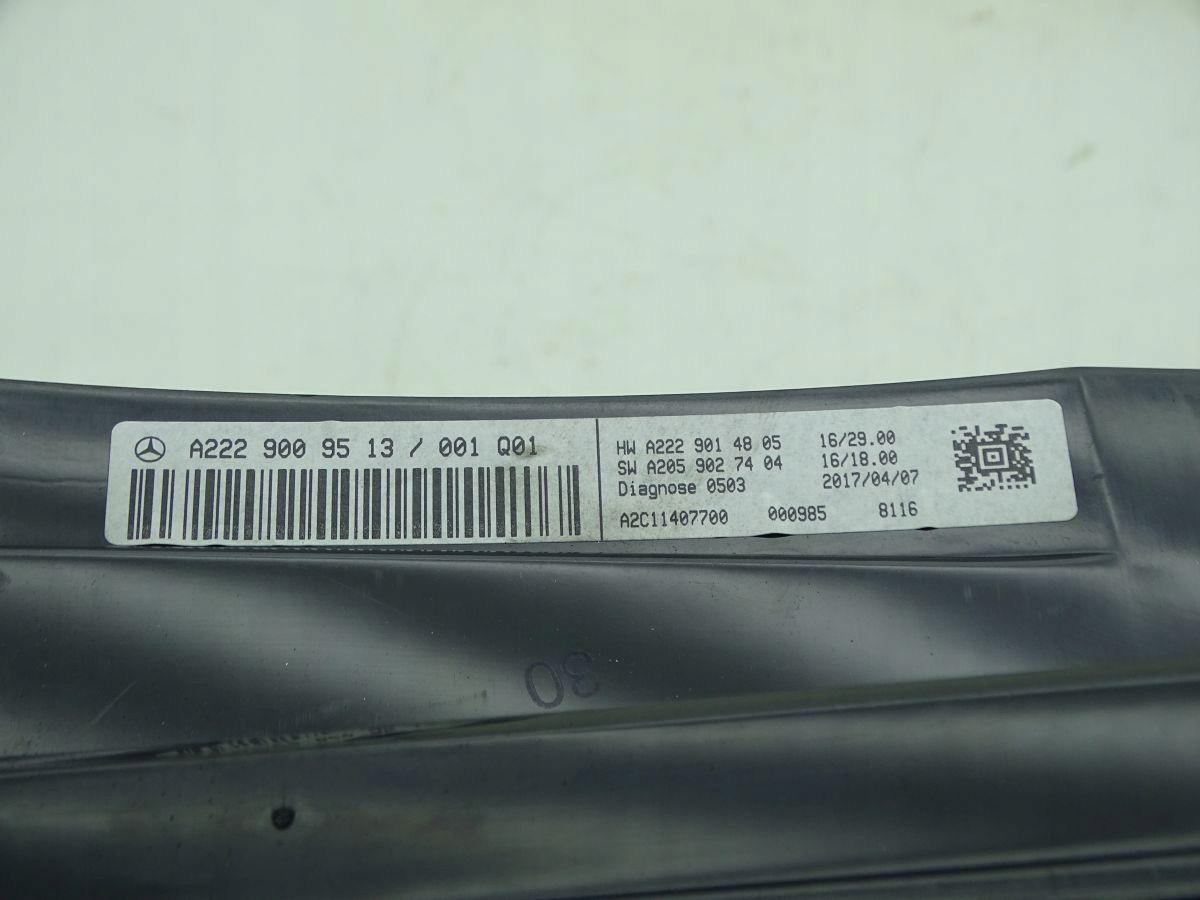 A222 900 95 13 / 001 Q01
HW A222 901 48 05 16/29.00
SW A205 902 74 04 16/18.00
Diagnose 0503 2017/04/07
A2C11407700 000985 8116
30